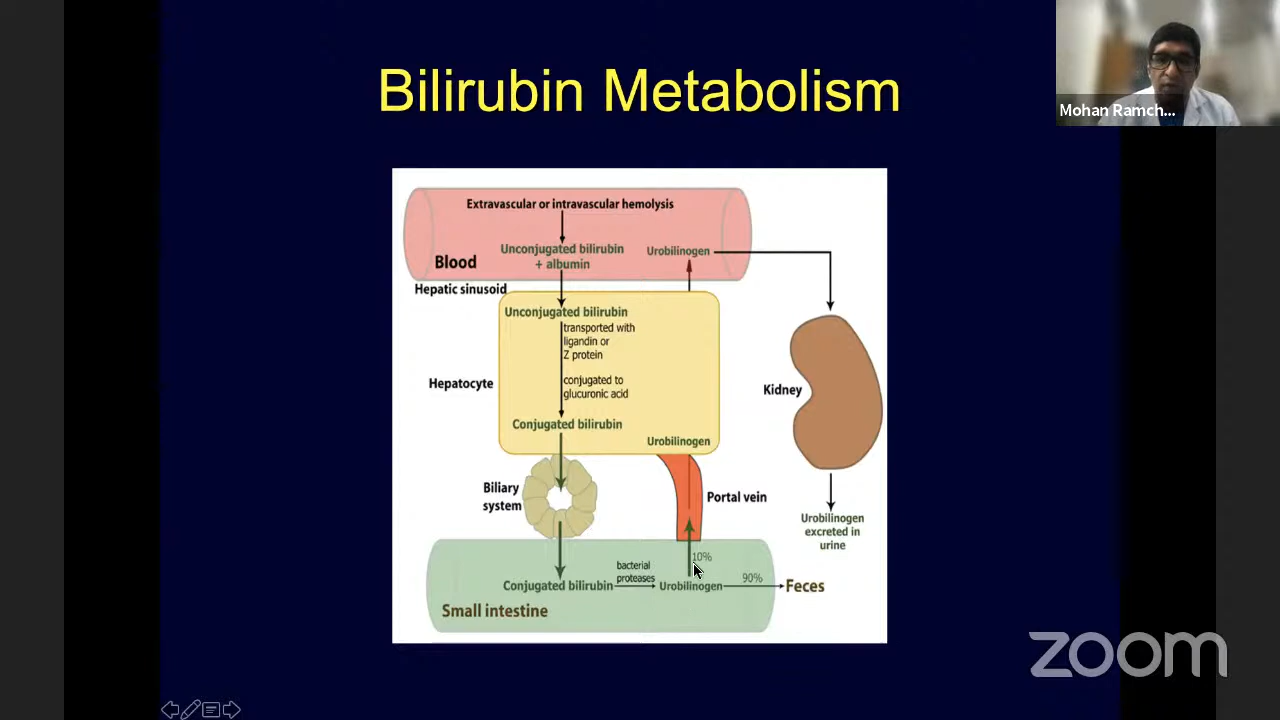 Bilirubin Metabolism
Mohan Ramch...
Extravascular or intravascular hemolysis
Unconjugated bilirubin
+ albumin
Urobilinogen
Blood
Hepatic sinusoid
Unconjugated bilirubin
transported with
ligandin or
Z protein
Hepatocyte
conjugated to
glucuronic acid
Kidney
Conjugated bilirubin
Urobilinogen
Biliary
system
Portal vein
Urobilinogen
excreted in
urine
10%
bacterial
proteases
Conjugated bilirubin
Urobilinogen
90%
Feces
Small intestine
zoom